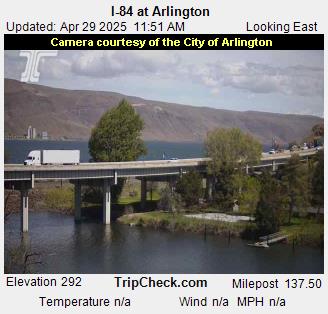 I-84 at Arlington
Updated: Apr 29 2025 11:51 AM Looking East
Camera courtesy of the City of Arlington
Elevation 292 TripCheck.com Milepost 137.50
Temperature n/a Wind n/a MPH n/a